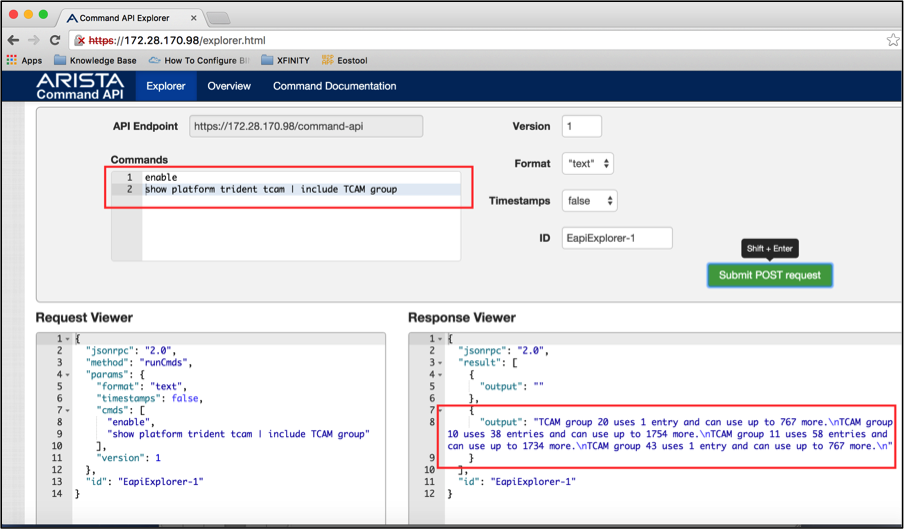 Command API Explorer
https://172.28.170.98/explorer.html
Apps Knowledge Base How To Configure BI XFINITY Eostool
ARISTA
Command API
Explorer Overview Command Documentation
API Endpoint https://172.28.170.98/command-api
Version 1
Commands
Format "text"
1 enable
2 show platform trident tcam | include TCAM group
Timestamps false
ID EapiExplorer-1
Shift + Enter
Submit POST request
Request Viewer
1 {
2 "jsonrpc": "2.0",
3 "method": "runCmds",
4 "params": {
5 "format": "text",
6 "timestamps": false,
7 "cmds": [
8 "enable",
9 "show platform trident tcam | include TCAM group"
10 ],
11 "version": 1
12 },
13 "id": "EapiExplorer-1"
14 }
Response Viewer
1 {
2 "jsonrpc": "2.0",
3 "result": [
4 {
5 "output": ""
6 },
7 {
8 "output": "TCAM group 20 uses 1 entry and can use up to 767 more.\nTCAM group
10 uses 38 entries and can use up to 1754 more.\nTCAM group 11 uses 58 entries and
can use up to 1734 more.\nTCAM group 43 uses 1 entry and can use up to 767 more.\n"
9 }
10 ],
11 "id": "EapiExplorer-1"
12 }